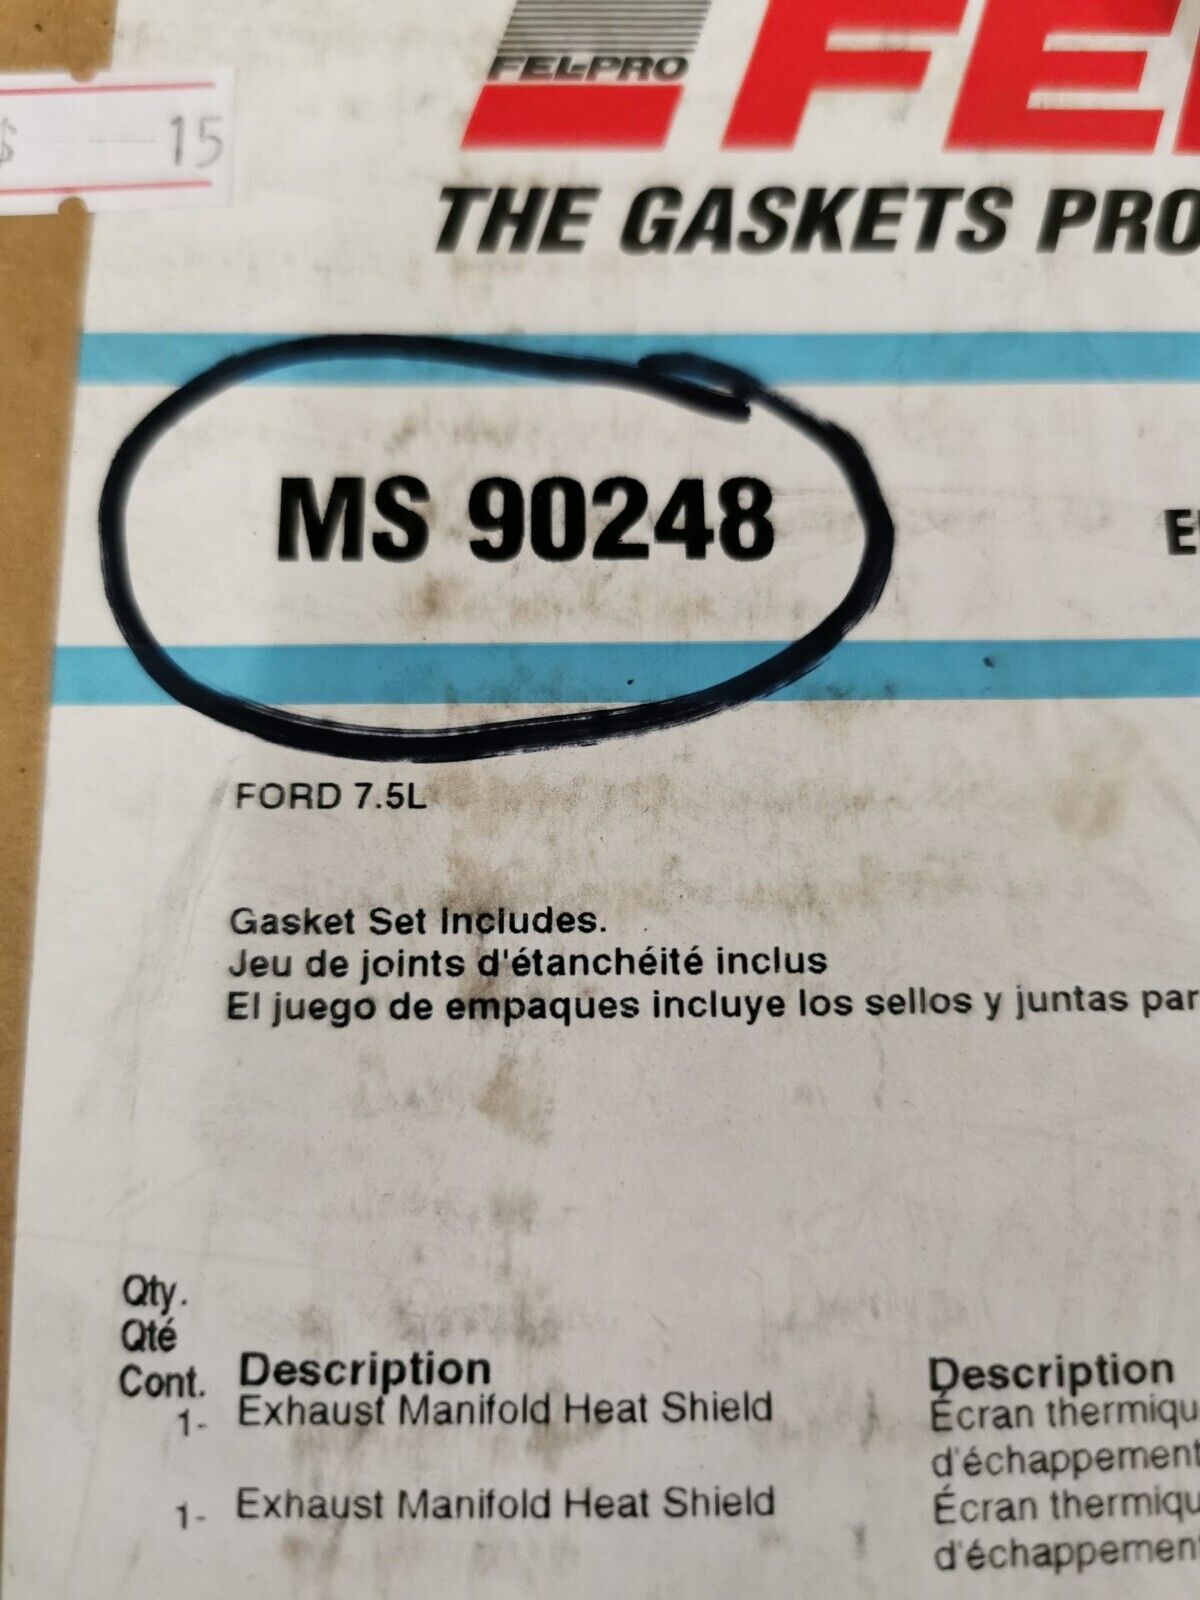 FEL-PRO
$ 15
THE GASKETS PRO
MS 90248
FORD 7.5L
Gasket Set Includes.
Jeu de joints d'étanchéité inclus
El juego de empaques incluye los sellos y juntas par
Qty.
Qté
Cont. Description Description
1- Exhaust Manifold Heat Shield Écran thermiqu
d'échappement
1- Exhaust Manifold Heat Shield Écran thermiqu
d'échappement